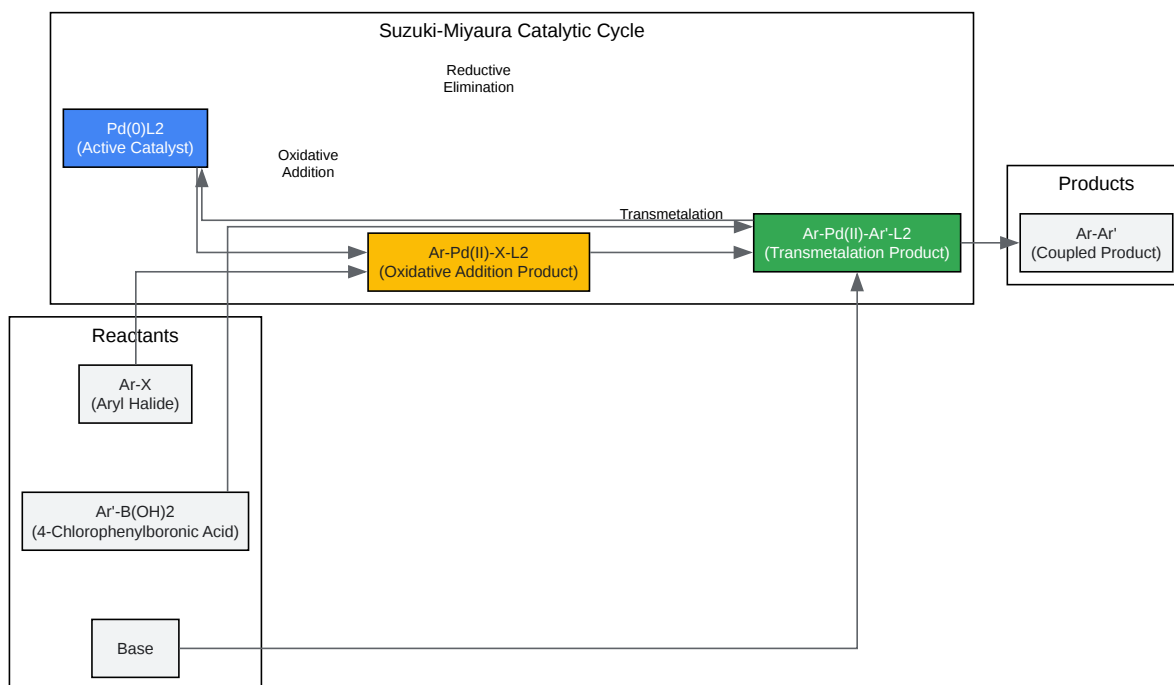 Suzuki-Miyaura Catalytic Cycle
Reductive
Elimination
Pd(0)L2
(Active Catalyst)
Oxidative
Addition
Transmetalation
Ar-Pd(II)-X-L2
(Oxidative Addition Product)
Ar-Pd(II)-Ar'-L2
(Transmetalation Product)
Products
Ar-Ar'
(Coupled Product)
Reactants
Ar-X
(Aryl Halide)
Ar'-B(OH)2
(4-Chlorophenylboronic Acid)
Base